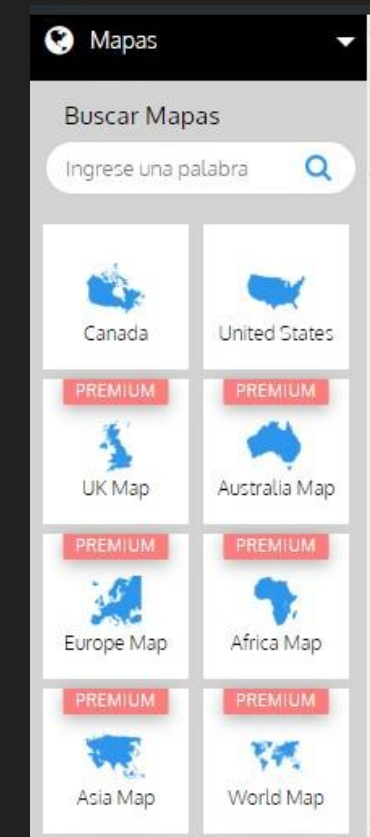 Mapas
Buscar Mapas
Ingrese una palabra
Canada United States
PREMIUM PREMIUM
UK Map Australia Map
PREMIUM PREMIUM
Europe Map Africa Map
PREMIUM PREMIUM
Asia Map World Map